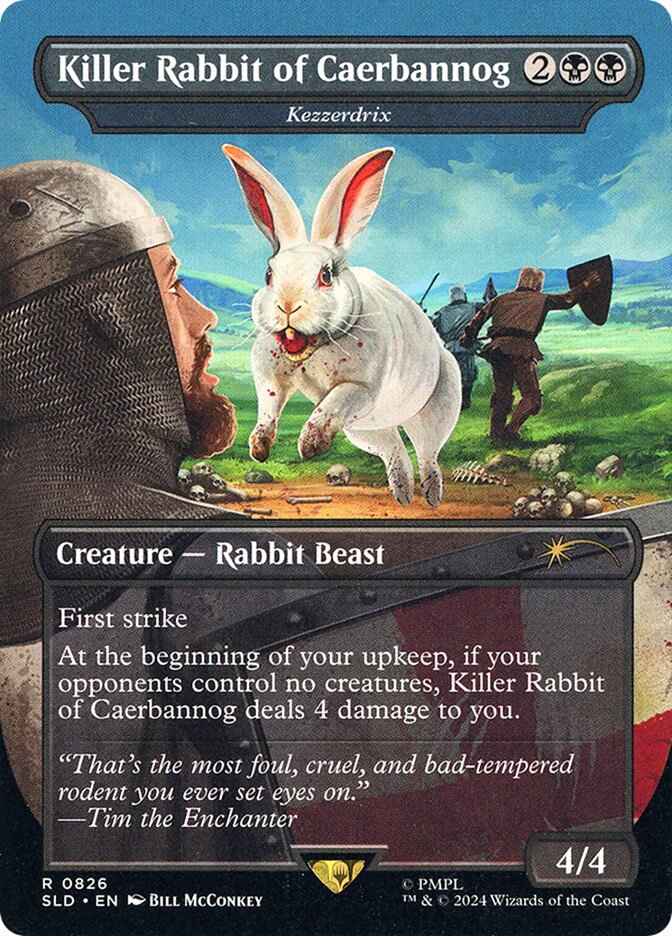 Killer Rabbit of Caerbannog 2
Kezzerdrix
Creature — Rabbit Beast
First strike
At the beginning of your upkeep, if your
opponents control no creatures, Killer Rabbit
of Caerbannog deals 4 damage to you.
“That’s the most foul, cruel, and bad-tempered
rodent you ever set eyes on.”
—Tim the Enchanter
4/4
R 0826
SLD • EN Bill McConkey
© PMPL
™ & © 2024 Wizards of the Coast